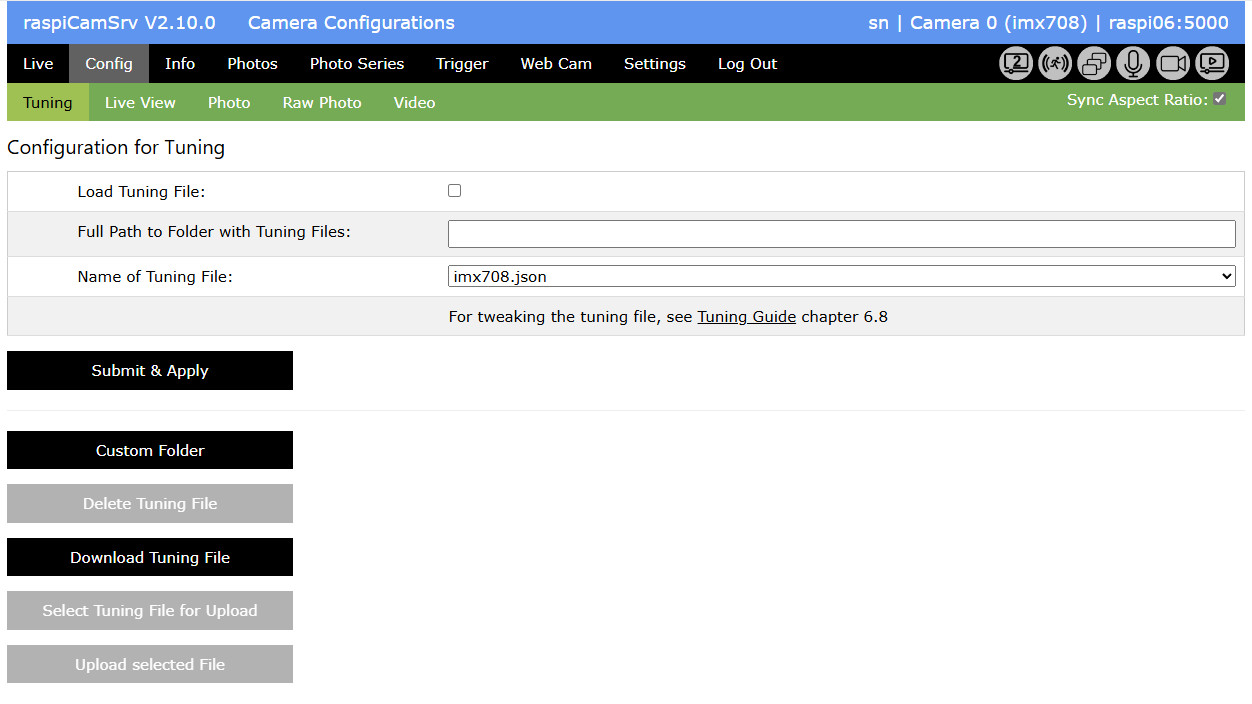 raspiCamSrv V2.10.0 Camera Configurations sn | Camera 0 (imx708) | raspi06:5000
Live Config Info Photos Photo Series Trigger Web Cam Settings Log Out 2
Tuning Live View Photo Raw Photo Video Sync Aspect Ratio:
Configuration for Tuning
Load Tuning File:
Full Path to Folder with Tuning Files:
Name of Tuning File: imx708.json
For tweaking the tuning file, see Tuning Guide chapter 6.8
Submit & Apply
Custom Folder
Delete Tuning File
Download Tuning File
Select Tuning File for Upload
Upload selected File